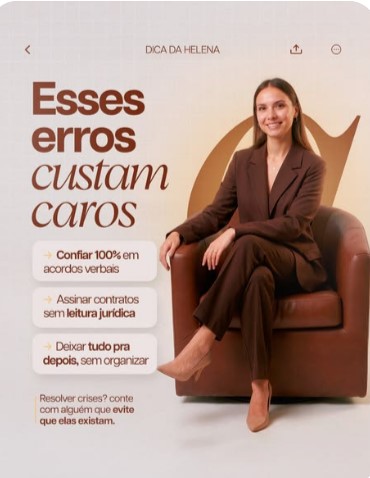 DICA DA HELENA
Esses
erros
custam
caros
→ Confiar 100% em
acordos verbais
→ Assinar contratos
sem leitura jurídica
→ Deixar tudo pra
depois, sem organizar
Resolver crises? conte
com alguém que evite
que elas existam.